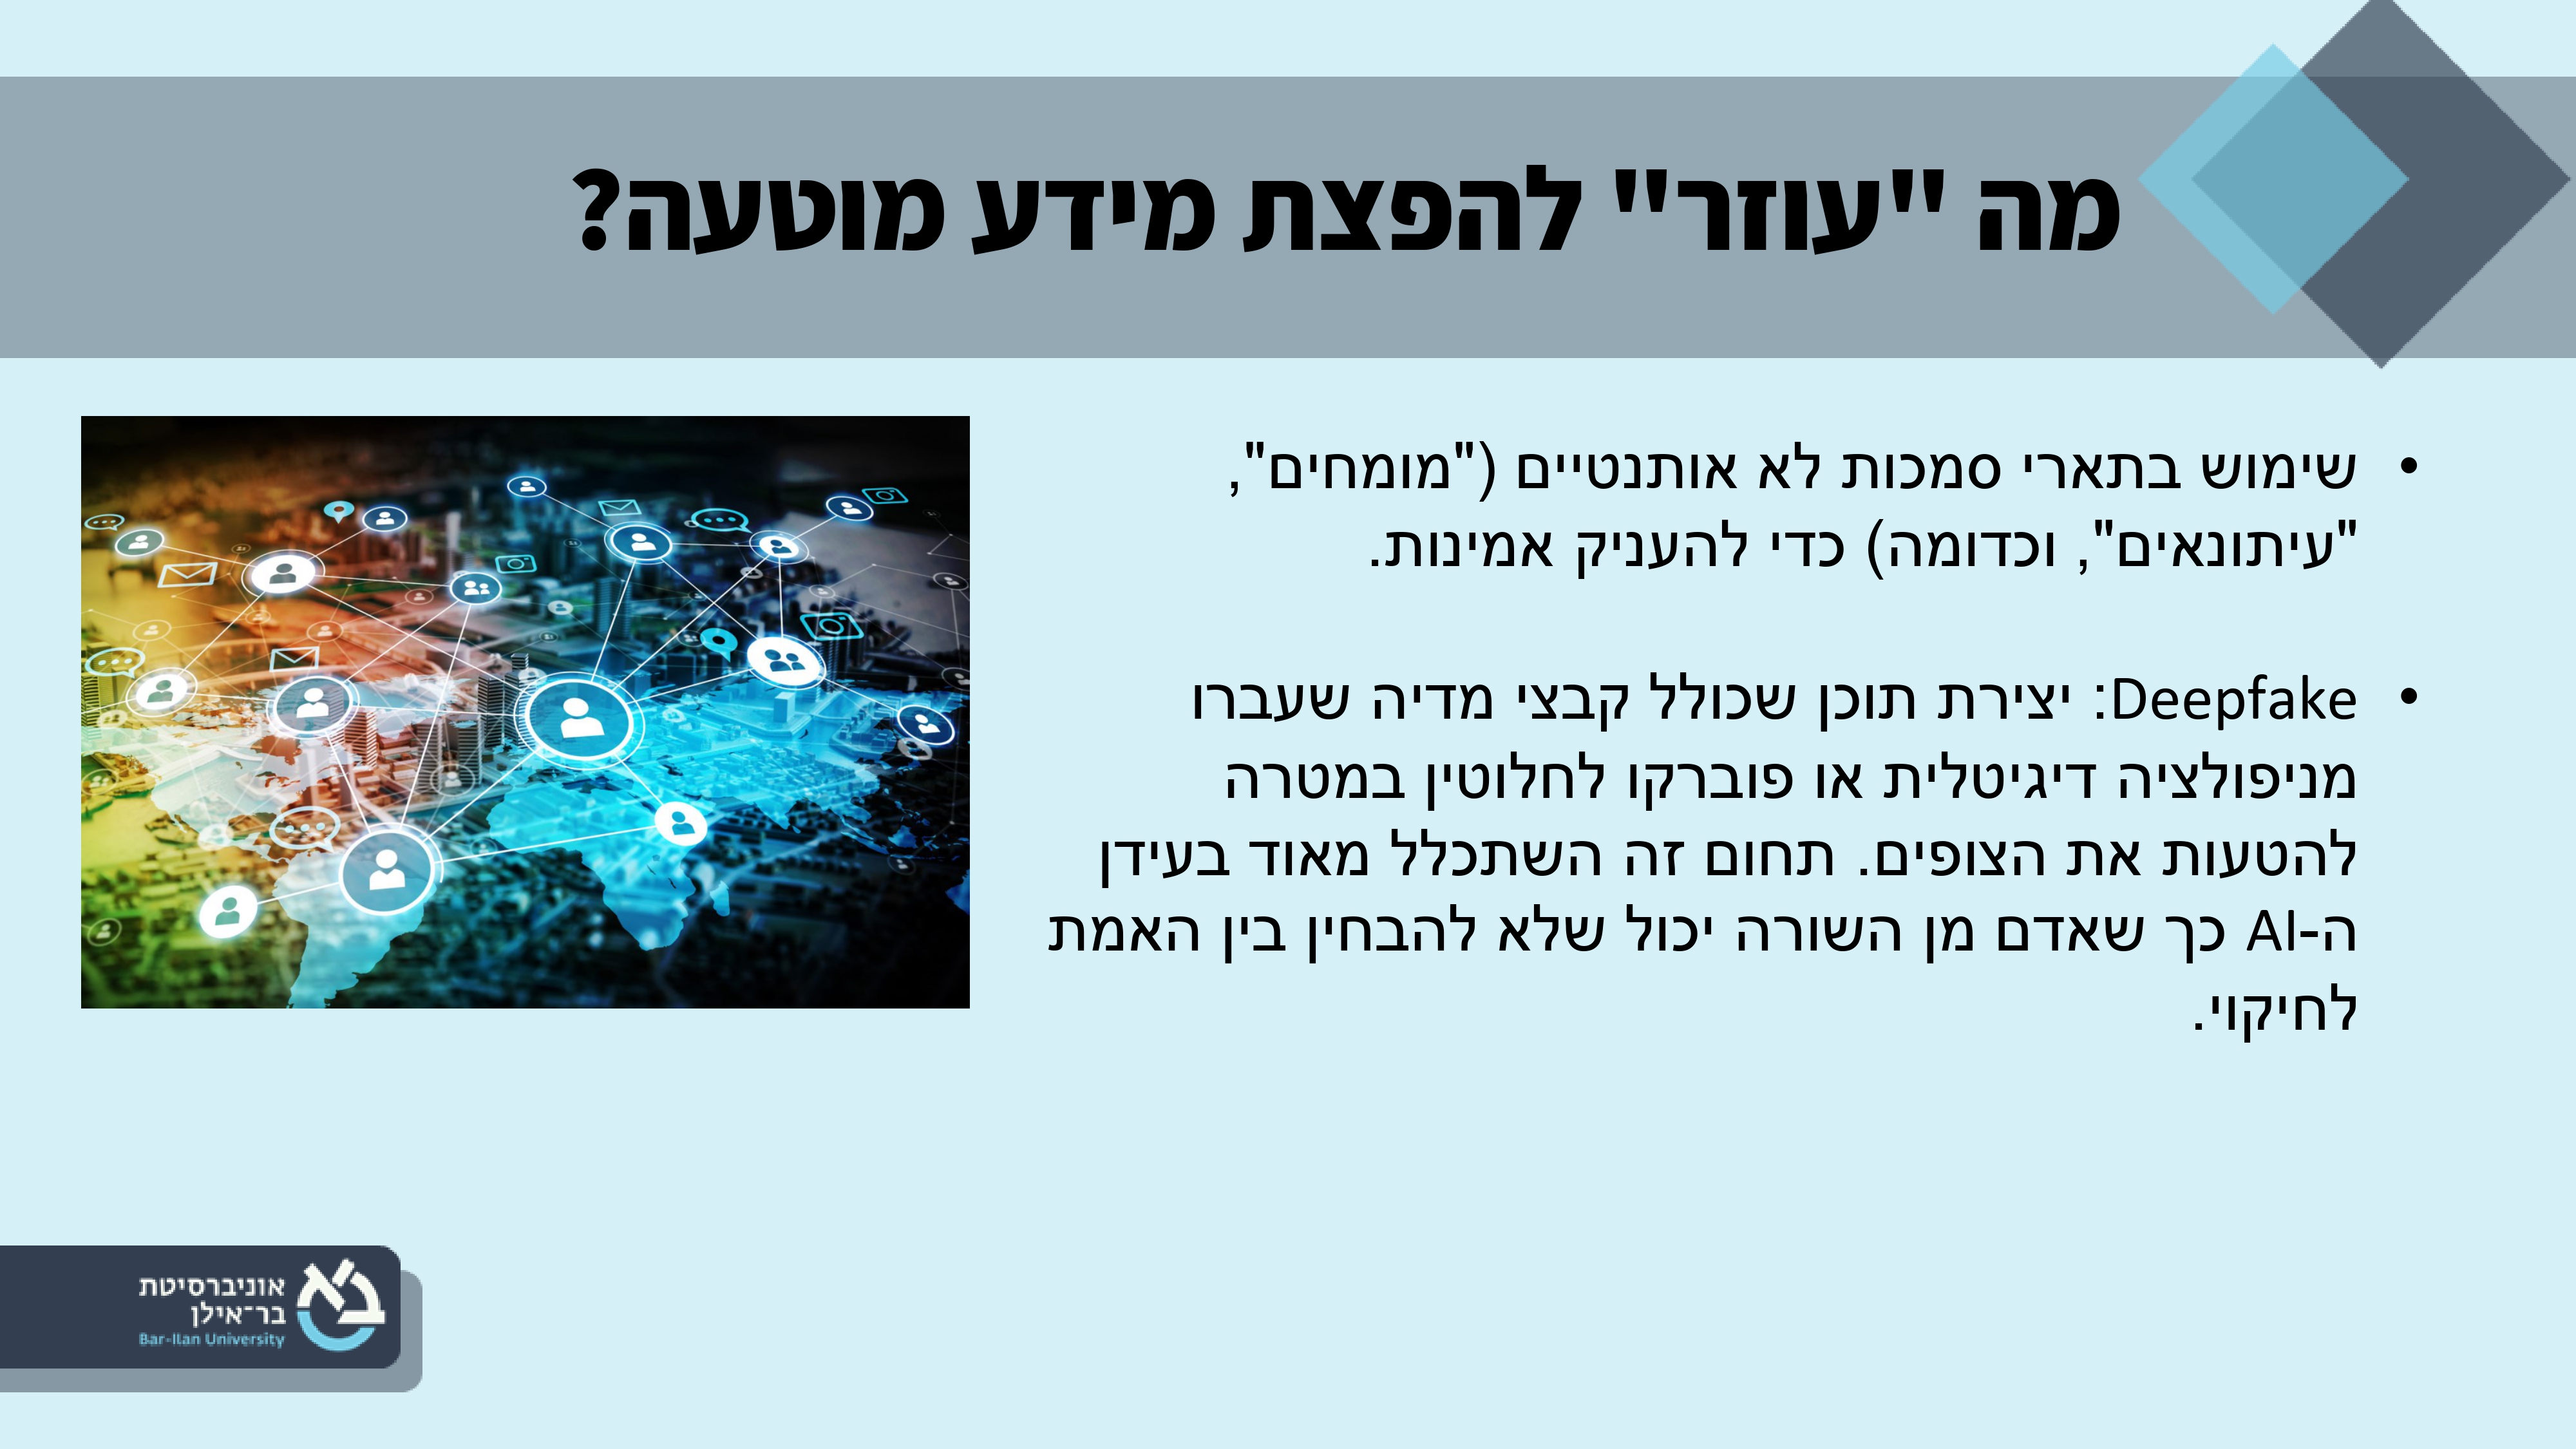 מה "עוזר" להפצת מידע מוטעה?
• שימוש בתארי סמכות לא אותנטיים ("מומחים",
"עיתונאים", וכדומה) כדי להעניק אמינות.
• Deepfake: יצירת תוכן שכולל קבצי מדיה שעברו
מניפולציה דיגיטלית או פוברקו לחלוטין במטרה
להטעות את הצופים. תחום זה השתכלל מאוד בעידן
ה-AI כך שאדם מן השורה יכול שלא להבחין בין האמת
לחיקוי.
אוניברסיטת
בר־אילן
Bar-Ilan University